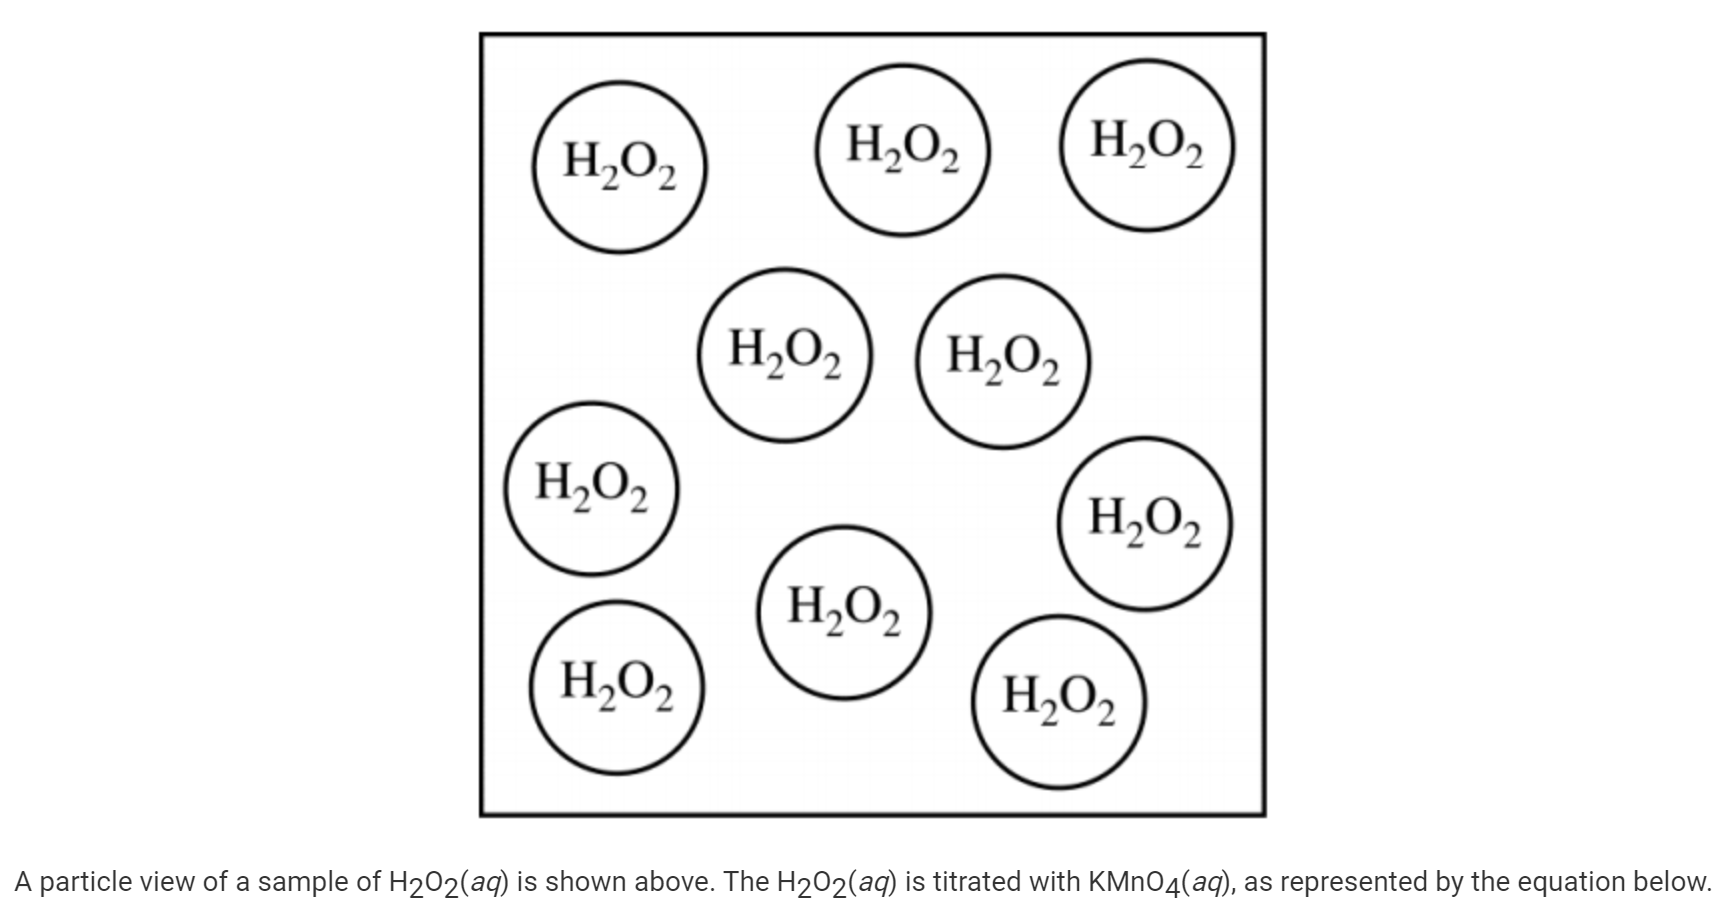 H₂O₂ H₂O₂ H₂O₂
H₂O₂ H₂O₂
H₂O₂ H₂O₂
H₂O₂
H₂O₂ H₂O₂
A particle view of a sample of H₂O₂(aq) is shown above. The H₂O₂(aq) is titrated with KMnO₄(aq), as represented by the equation below.